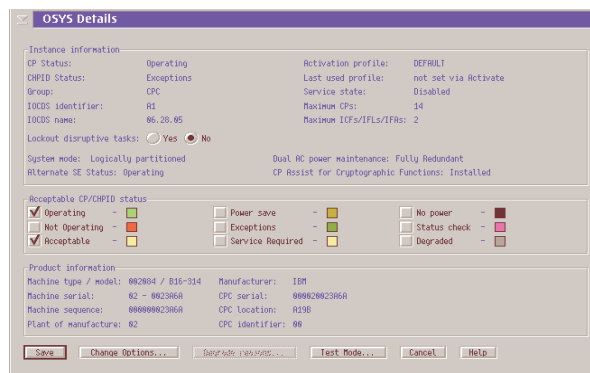 OSYS Details
Instance information
CP Status: Operating Activation profile: DEFAULT
CHPID Status: Exceptions Last used profile: not set via Activate
Group: CPC Service state: Disabled
IOCDS identifier: A1 Maximum CPs: 14
IOCDS name: 06.28.05 Maximum ICFs/IFLs/IFAs: 2
Lockout disruptive tasks: Yes No
System mode: Logically partitioned Dual AC power maintenance: Fully Redundant
Alternate SE Status: Operating CP Assist for Cryptographic Functions: Installed
Acceptable CP/CHPID status
Operating - Power save - No power -
Not Operating - Exceptions - Status check -
Acceptable - Service Required - Degraded -
Product information
Machine type / model: 002084 / B16-314 Manufacturer: IBM
Machine serial: 02 - 0023A6A CPC serial: 000020023A6A
Machine sequence: 000000023A6A CPC location: A19B
Plant of manufacture: 02 CPC identifier: 00
Save Change Options... Degrade reasons... Test Mode... Cancel Help